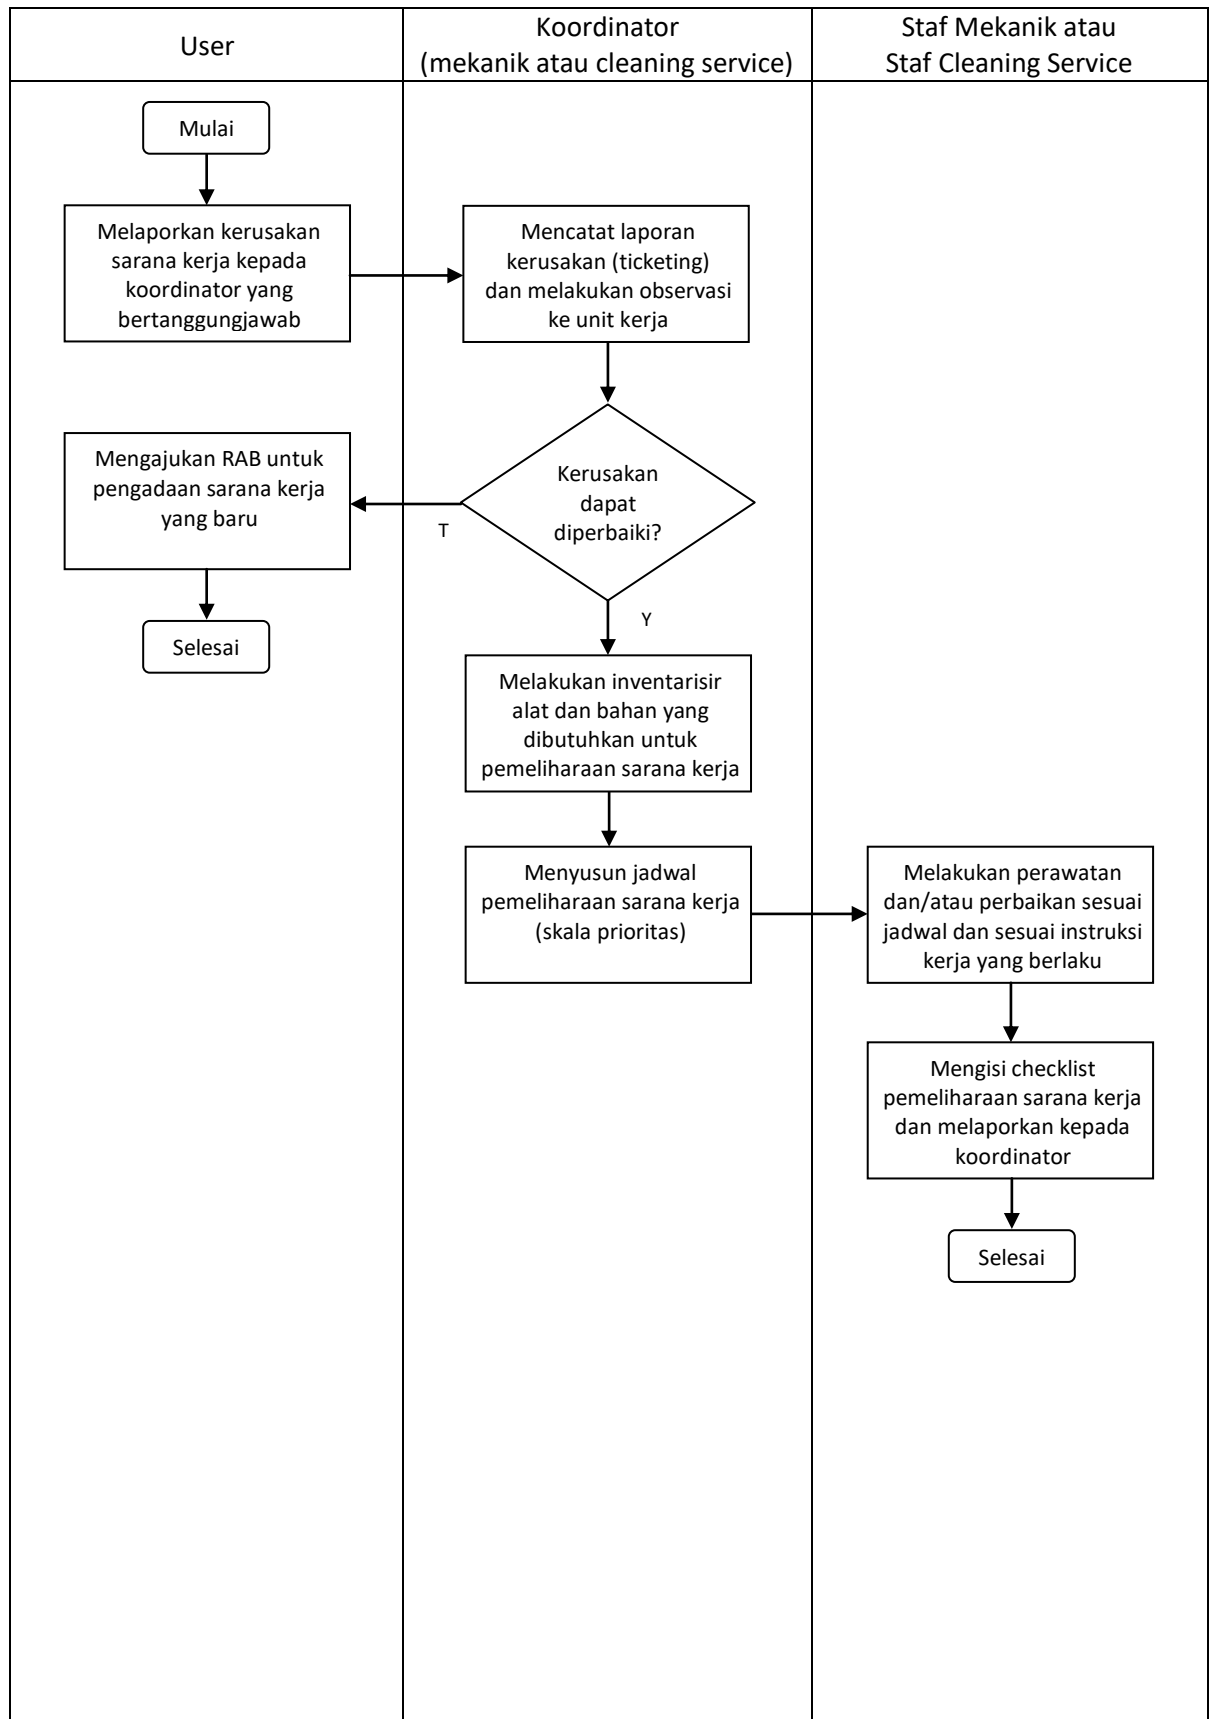 User
Koordinator
(mekanik atau cleaning service)
Staf Mekanik atau
Staf Cleaning Service
Mulai
Melaporkan kerusakan
sarana kerja kepada
koordinator yang
bertanggungjawab
Mencatat laporan
kerusakan (ticketing)
dan melakukan observasi
ke unit kerja
Kerusakan
dapat
diperbaiki?
T
Mengajukan RAB untuk
pengadaan sarana kerja
yang baru
Selesai
Y
Melakukan inventarisir
alat dan bahan yang
dibutuhkan untuk
pemeliharaan sarana kerja
Menyusun jadwal
pemeliharaan sarana kerja
(skala prioritas)
Melakukan perawatan
dan/atau perbaikan sesuai
jadwal dan sesuai instruksi
kerja yang berlaku
Mengisi checklist
pemeliharaan sarana kerja
dan melaporkan kepada
koordinator
Selesai